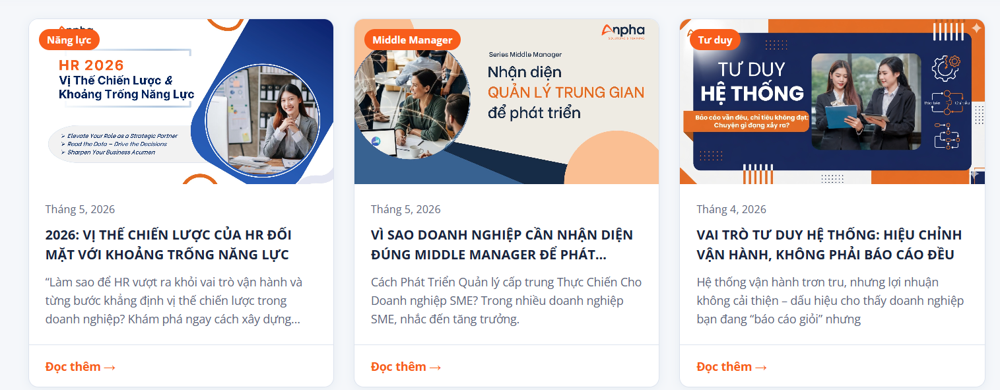 Năng lực
HR 2026
Vị Thế Chiến Lược &
Khoảng Trống Năng Lực
➢ Elevate Your Role as a Strategic Partner
➢ Read the Data – Drive the Decisions
➢ Sharpen Your Business Acumen
Tháng 5, 2026
2026: VỊ THẾ CHIẾN LƯỢC CỦA HR ĐỐI
MẶT VỚI KHOẢNG TRỐNG NĂNG LỰC
“Làm sao để HR vượt ra khỏi vai trò vận hành và
từng bước khẳng định vị thế chiến lược trong
doanh nghiệp? Khám phá ngay cách xây dựng...
Đọc thêm →
Middle Manager
Anpha
SOLUTIONS & TRAINING
Series Middle Manager
Nhận diện
QUẢN LÝ TRUNG GIAN
để phát triển
Tháng 5, 2026
VÌ SAO DOANH NGHIỆP CẦN NHẬN DIỆN
ĐÚNG MIDDLE MANAGER ĐỂ PHÁT...
Cách Phát Triển Quản lý cấp trung Thực Chiến Cho
Doanh nghiệp SME? Trong nhiều doanh nghiệp
SME, nhắc đến tăng trưởng.
Đọc thêm →
Tư duy
TƯ DUY
HỆ THỐNG
Báo cáo vẫn đều, chỉ tiêu không đạt:
Chuyện gì đang xảy ra?
Tháng 4, 2026
VAI TRÒ TƯ DUY HỆ THỐNG: HIỆU CHỈNH
VẬN HÀNH, KHÔNG PHẢI BÁO CÁO ĐỀU
Hệ thống vận hành trơn tru, nhưng lợi nhuận
không cải thiện – dấu hiệu cho thấy doanh nghiệp
bạn đang “báo cáo giỏi” nhưng
Đọc thêm →